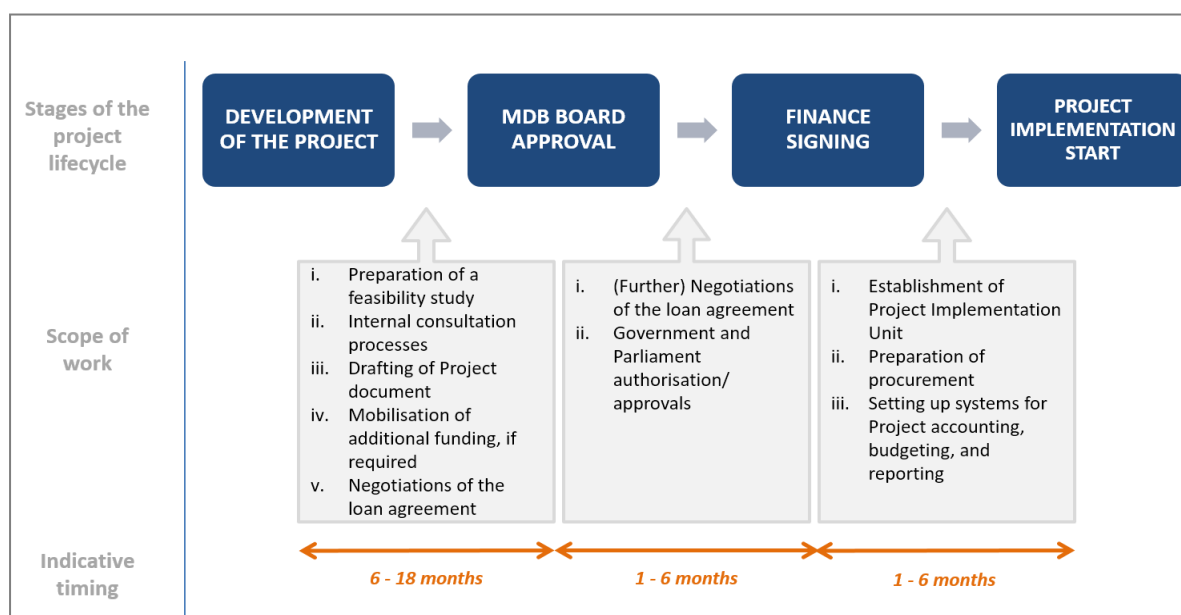 Stages of the
project
lifecycle
DEVELOPMENT
OF THE PROJECT
MDB BOARD
APPROVAL
FINANCE
SIGNING
PROJECT
IMPLEMENTATION
START
Scope of
work
i. Preparation of a
feasibility study
ii. Internal consultation
processes
iii. Drafting of Project
document
iv. Mobilisation of
additional funding, if
required
v. Negotiations of the
loan agreement
i. (Further) Negotiations
of the loan agreement
ii. Government and
Parliament
authorisation/
approvals
i. Establishment of
Project Implementation
Unit
ii. Preparation of
procurement
iii. Setting up systems for
Project accounting,
budgeting, and
reporting
Indicative
timing
6 - 18 months
1 - 6 months
1 - 6 months